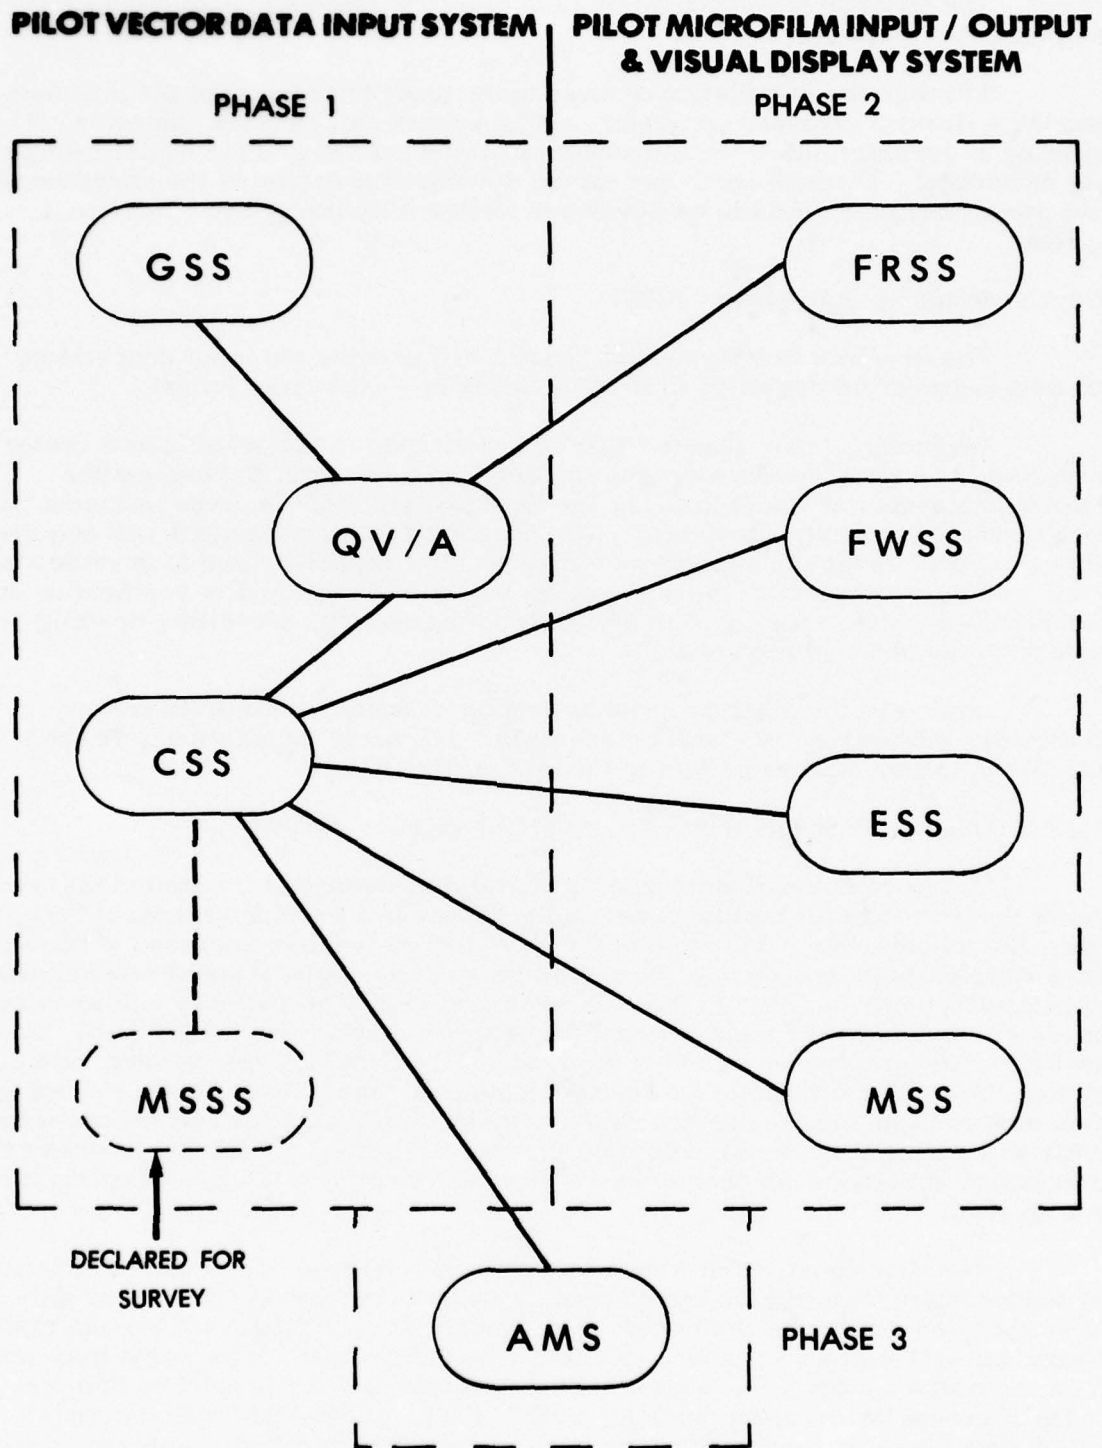 PILOT VECTOR DATA INPUT SYSTEM
PILOT MICROFILM INPUT / OUTPUT
& VISUAL DISPLAY SYSTEM
PHASE 1
PHASE 2
GSS
FRSS
QV/A
FWSS
CSS
ESS
MSSS
MSS
DECLARED FOR
SURVEY
AMS
PHASE 3